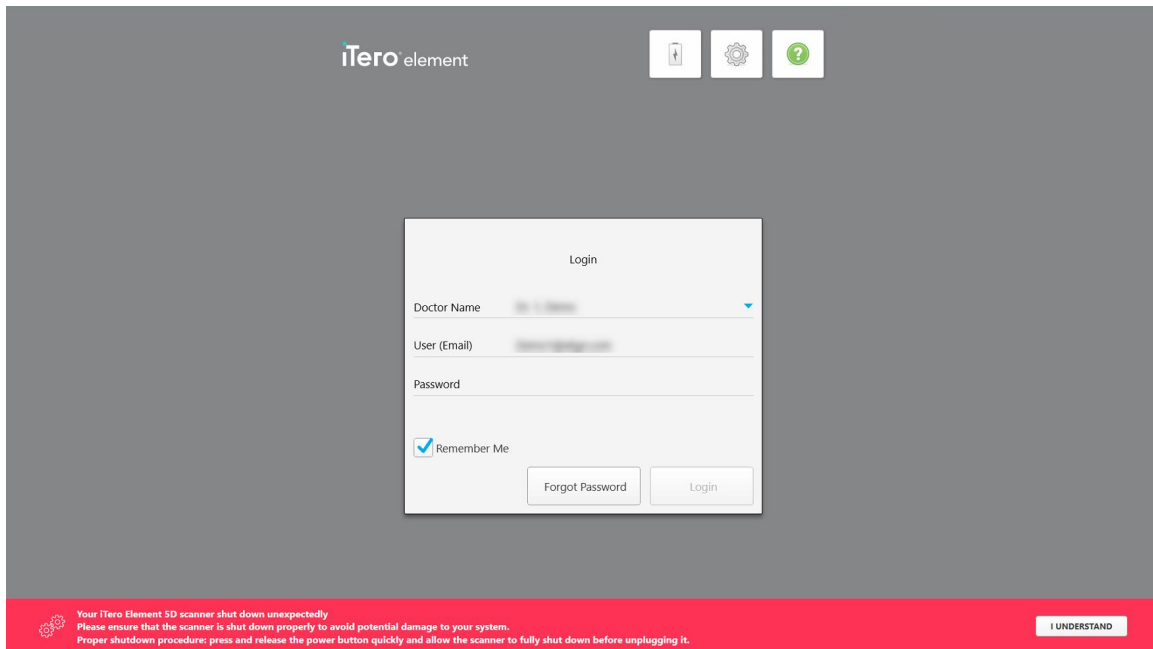 iTero element
?
Login
Doctor Name
User (Email)
Password
Remember Me
Forgot Password
Login
Your iTero Element 5D scanner shut down unexpectedly
Please ensure that the scanner is shut down properly to avoid potential damage to your system.
Proper shutdown procedure: press and release the power button quickly and allow the scanner to fully shut down before unplugging it.
I UNDERSTAND